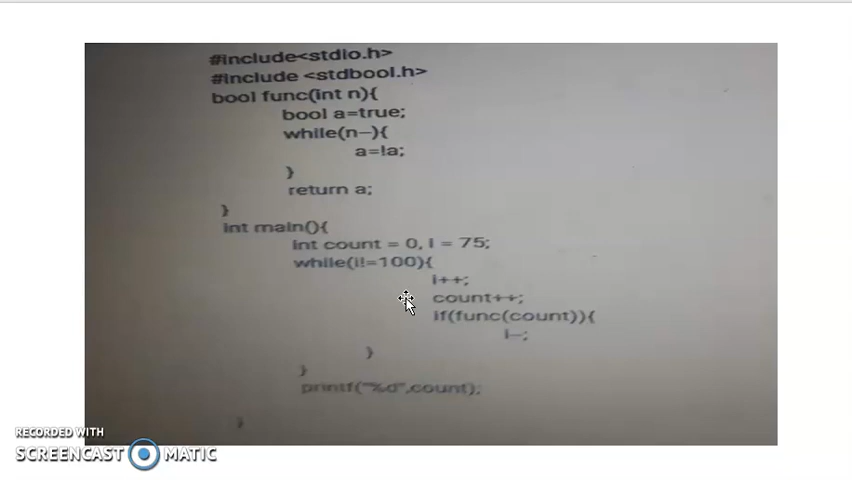 #include<stdio.h>
#include <stdbool.h>
bool func(int n){
bool a=true;
while(n–){
a=!a;
}
return a;
}
int main(){
int count = 0, i = 75;
while(i!=100){
i++;
count++;
if(func(count)){
i–;
}
}
printf("%d",count);
}
RECORDED WITH
SCREENCAST MATIC